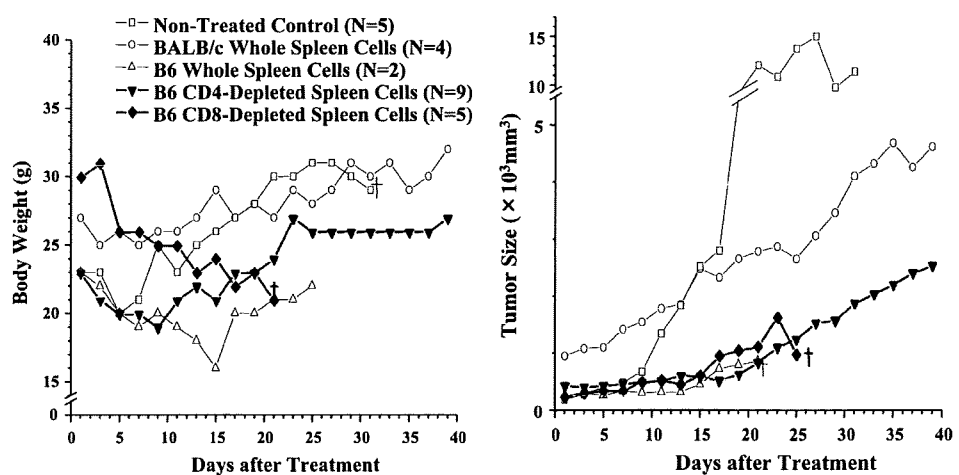 Non-Treated Control (N=5)
BALB/c Whole Spleen Cells (N=4)
B6 Whole Spleen Cells (N=2)
B6 CD4-Depleted Spleen Cells (N=9)
B6 CD8-Depleted Spleen Cells (N=5)
Body Weight (g)
40
35
30
25
20
15
0
0 5 10 15 20 25 30 35 40
Days after Treatment
†
†
Tumor Size (×10³mm³)
15
10
5
0
0 5 10 15 20 25 30 35 40
Days after Treatment
†
†